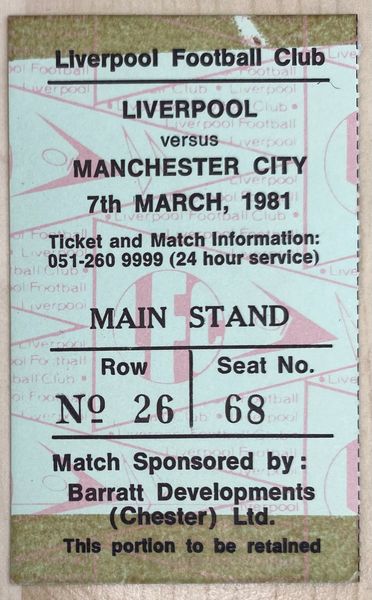 Liverpool Football Club
LIVERPOOL
versus
MANCHESTER CITY
7th MARCH, 1981
Ticket and Match Information:
051-260 9999 (24 hour service)
MAIN STAND
Row
Seat No.
Nº 26
68
Match Sponsored by:
Barratt Developments
(Chester) Ltd.
This portion to be retained